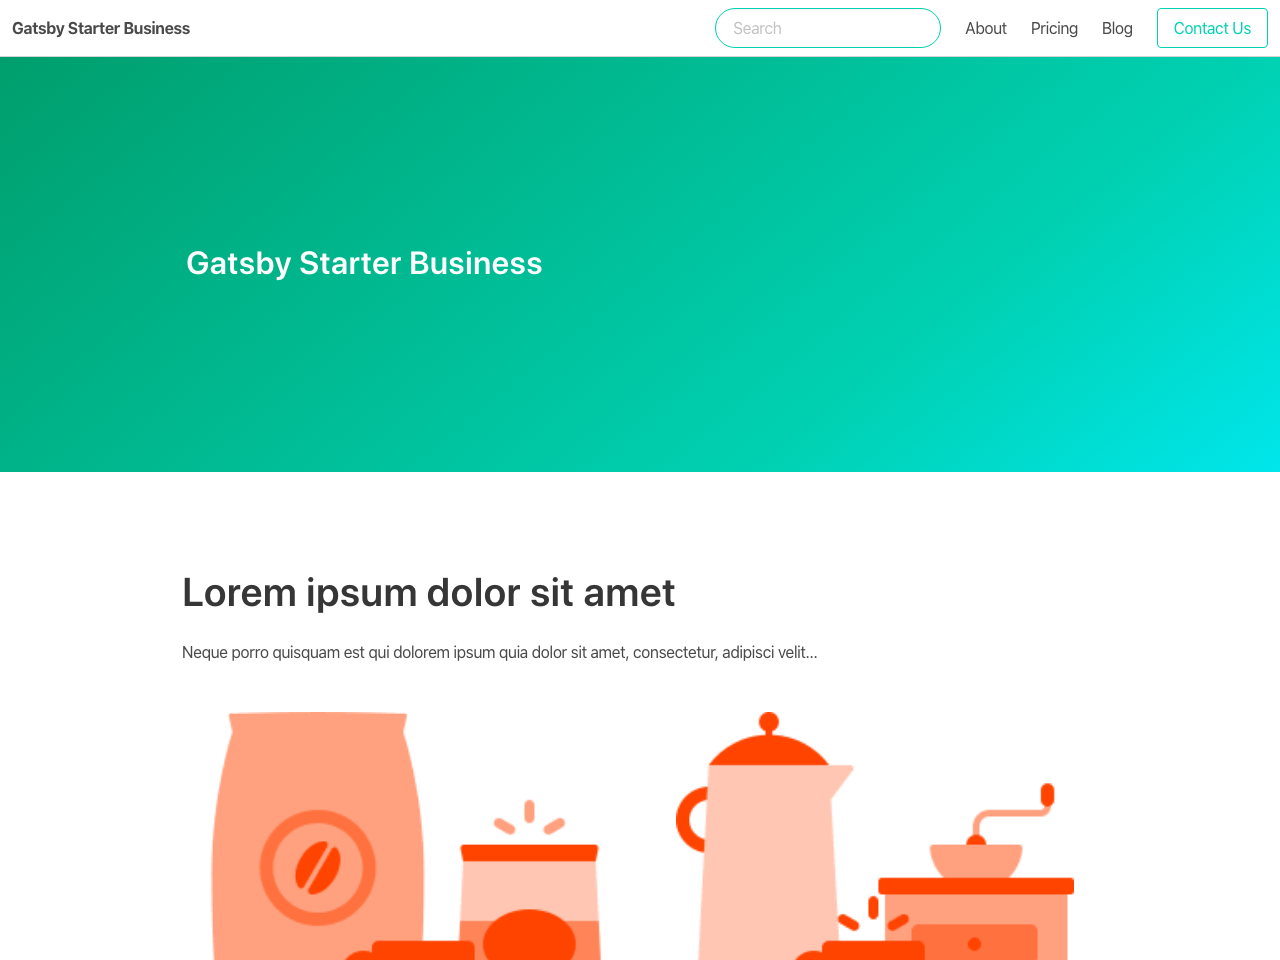 Gatsby Starter Business
Search
About
Pricing
Blog
Contact Us
Gatsby Starter Business
Lorem ipsum dolor sit amet
Neque porro quisquam est qui dolorem ipsum quia dolor sit amet, consectetur, adipisci velit...